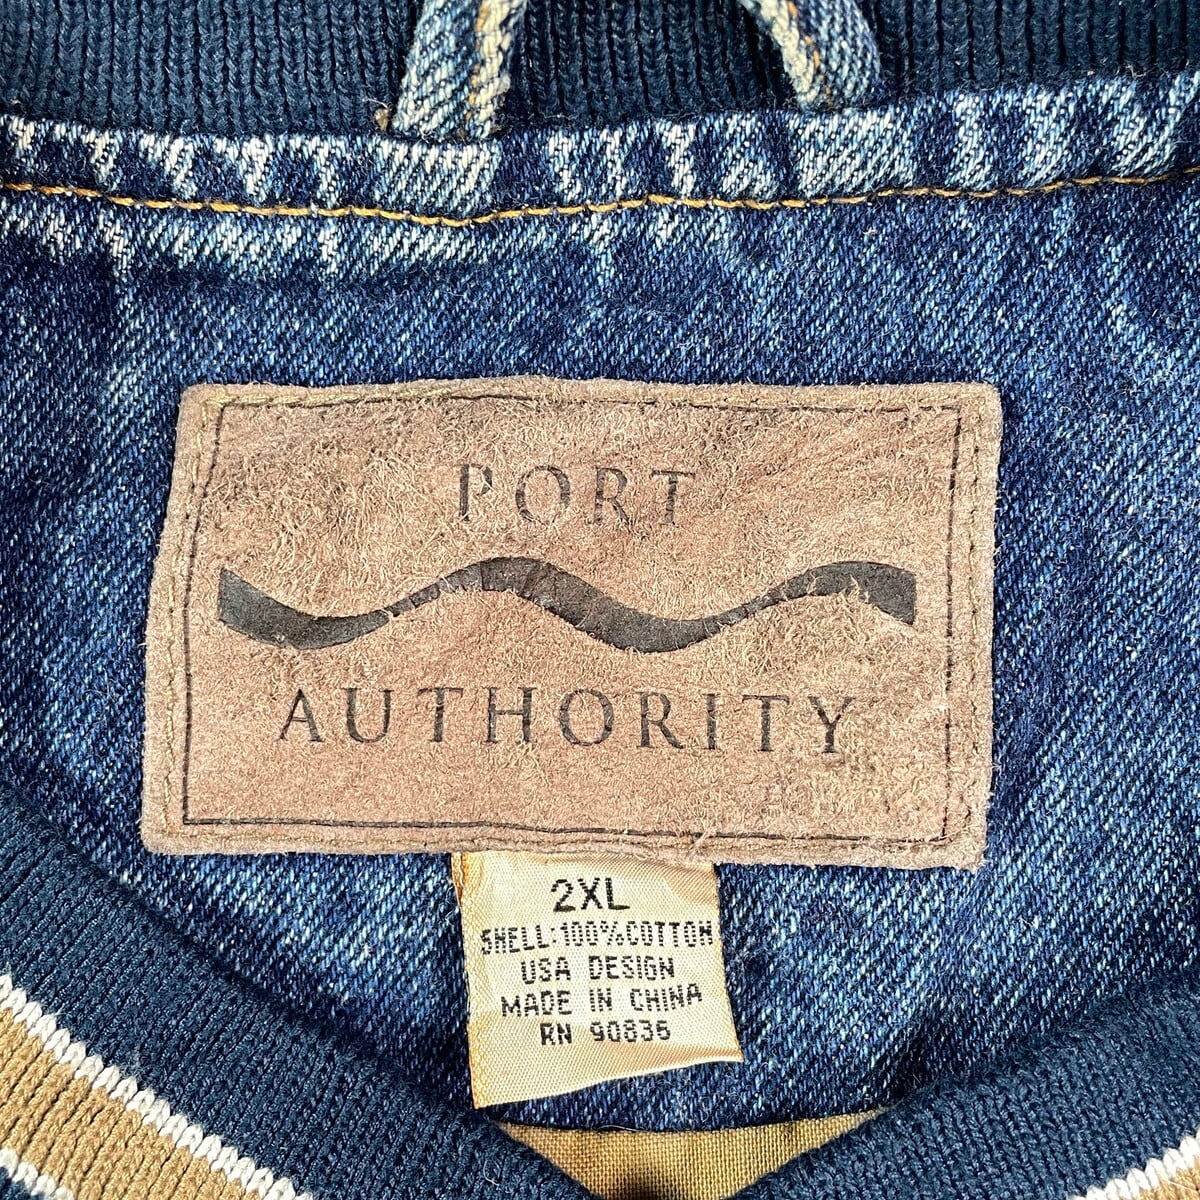 PORT
AUTHORITY
2XL
SHELL:100%COTTON
USA DESIGN
MADE IN CHINA
RN 90836